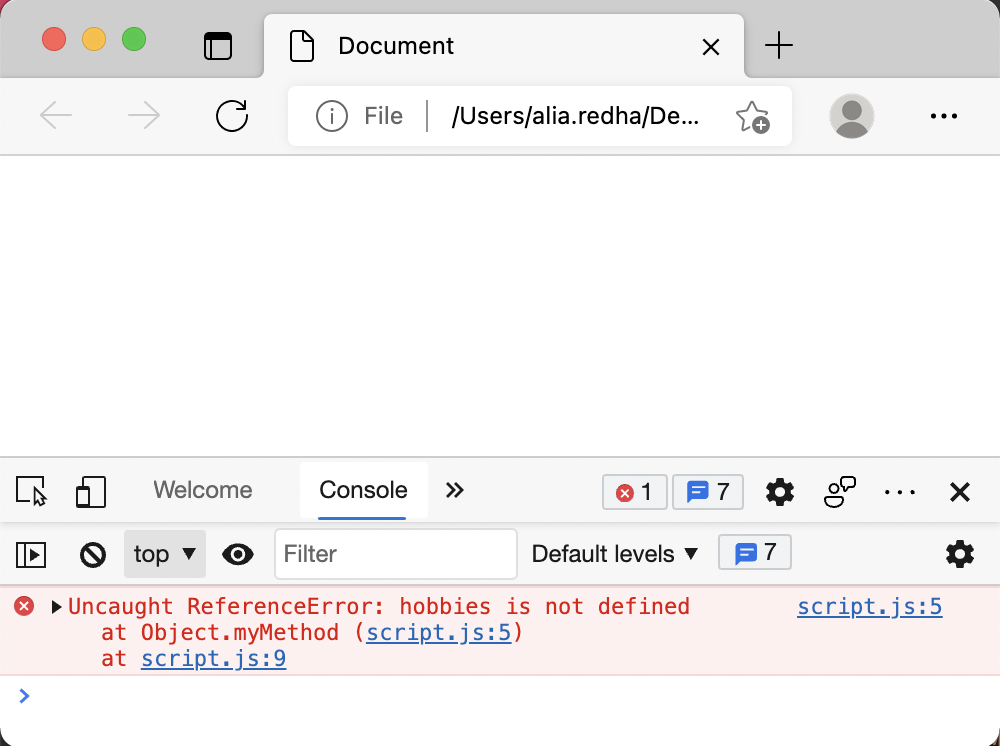 Document
File /Users/alia.redha/De...
Welcome Console 1 7
top Filter Default levels 7
Uncaught ReferenceError: hobbies is not defined script.js:5
at Object.myMethod (script.js:5)
at script.js:9